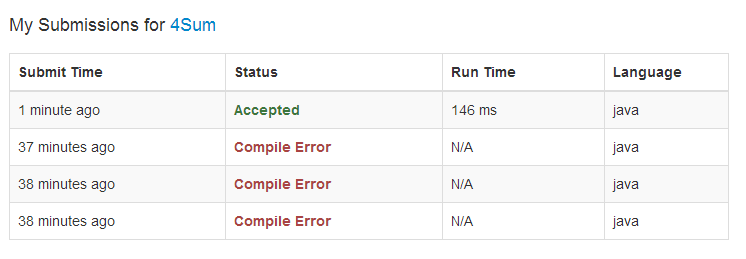 My Submissions for 4Sum
Submit Time Status Run Time Language
1 minute ago Accepted 146 ms java
37 minutes ago Compile Error N/A java
38 minutes ago Compile Error N/A java
38 minutes ago Compile Error N/A java